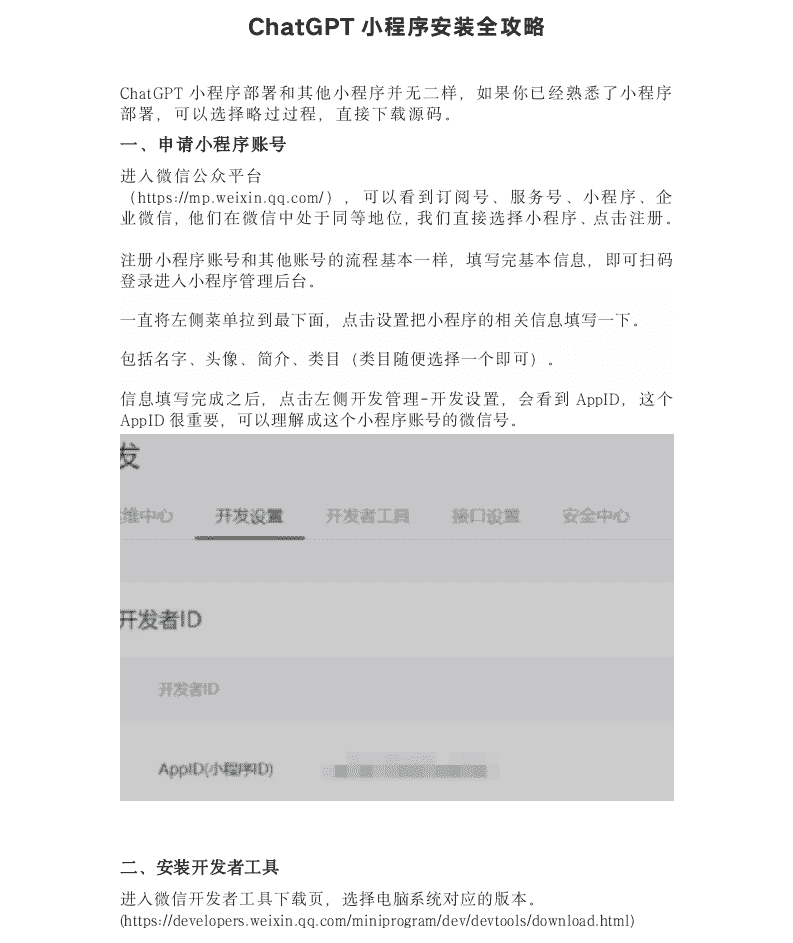 ChatGPT 小程序安装全攻略
ChatGPT 小程序部署和其他小程序并无二样，如果你已经熟悉了小程序
部署，可以选择略过过程，直接下载源码。
一、申请小程序账号
进入微信公众平台
（https://mp.weixin.qq.com/），可以看到订阅号、服务号、小程序、企
业微信，他们在微信中处于同等地位，我们直接选择小程序、点击注册。
注册小程序账号和其他账号的流程基本一样，填写完基本信息，即可扫码
登录进入小程序管理后台。
一直将左侧菜单拉到最下面，点击设置把小程序的相关信息填写一下。
包括名字、头像、简介、类目（类目随便选择一个即可）。
信息填写完成之后，点击左侧开发管理-开发设置，会看到 AppID，这个
AppID 很重要，可以理解成这个小程序账号的微信号。
发
维中心 开发设置 开发者工具 接口设置 安全中心
开发者ID
开发者ID
AppID(小程序ID)
二、安装开发者工具
进入微信开发者工具下载页，选择电脑系统对应的版本。
(https://developers.weixin.qq.com/miniprogram/dev/devtools/download.html)